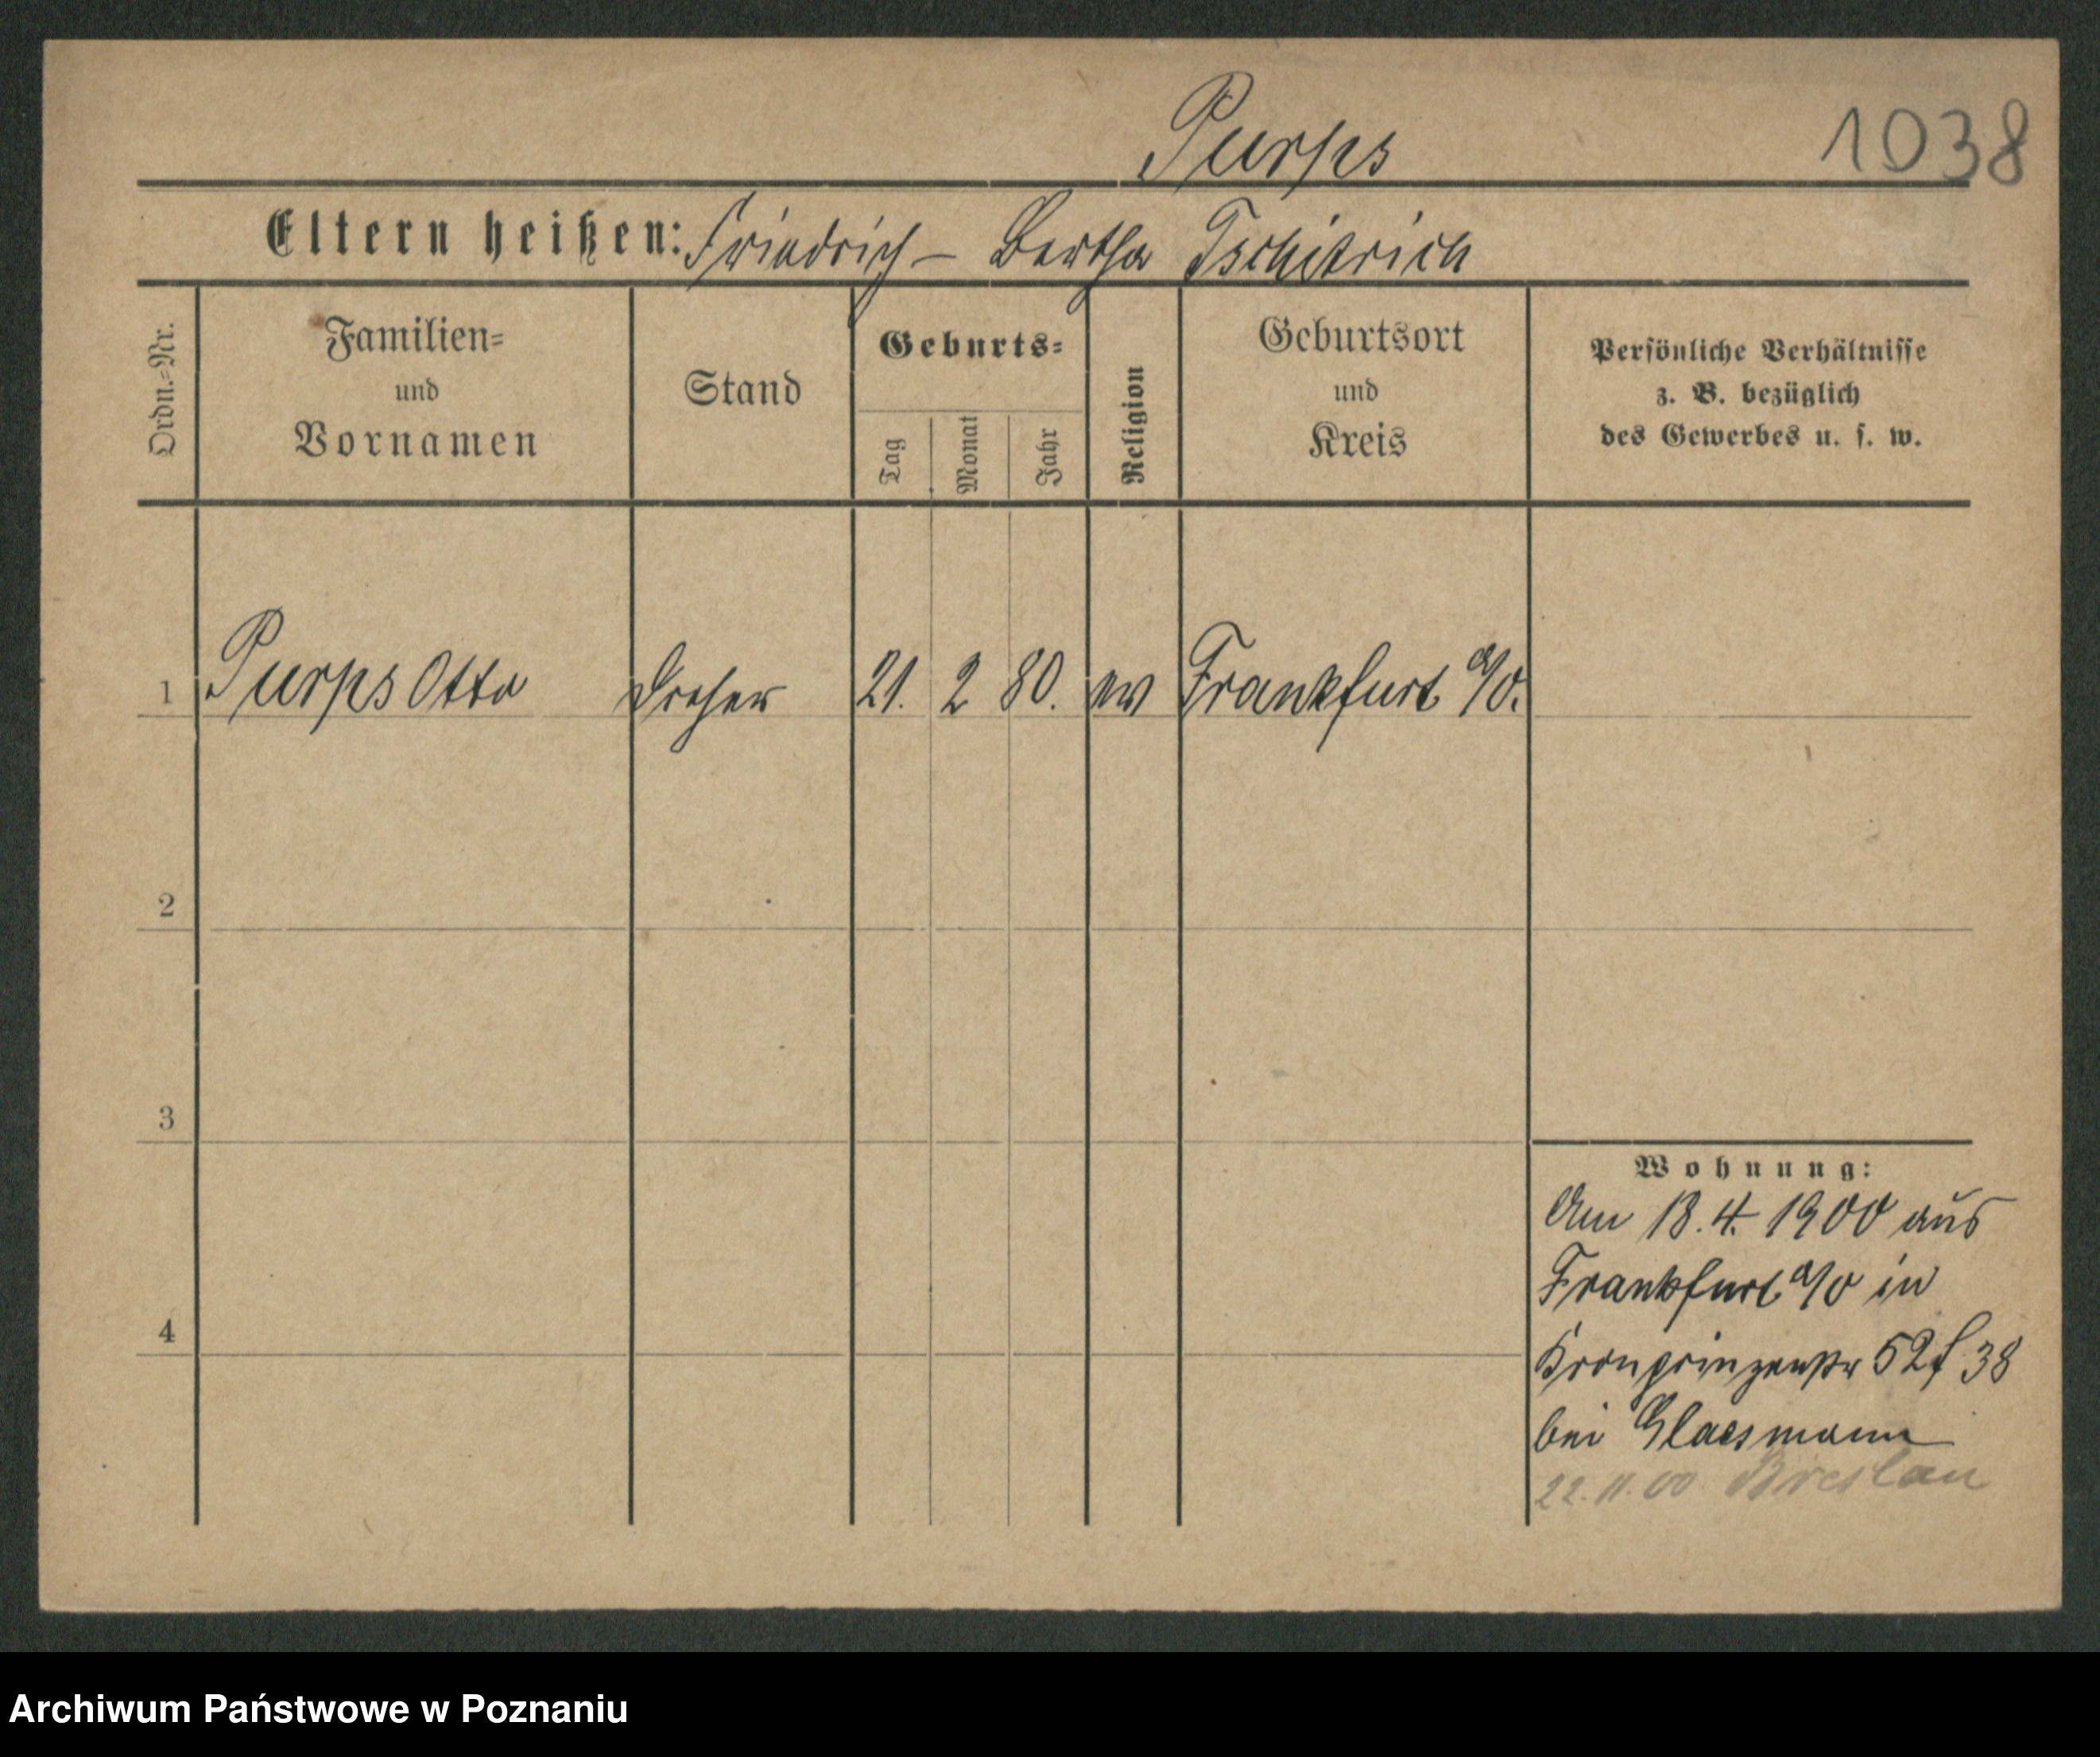 Purps 1038
Eltern heißen: Friedrich – Bertha Tschitrich
Ordn.=Nr. Familien= und Vornamen Stand Geburts= Tag Monat Jahr Religion Geburtsort und Kreis Persönliche Verhältnisse z. B. bezüglich des Gewerbes u. s. w.
1 Purps Otto Dreher 21. 2 80. ev Frankfurt a/O.
2
3
Wohnung:
Am 18.4.1900 aus
Frankfurt a/O in
4
Kronprinzenstr 52 f 38
bei Glaesmann
22.11.00 Breslau
Archiwum Państwowe w Poznaniu